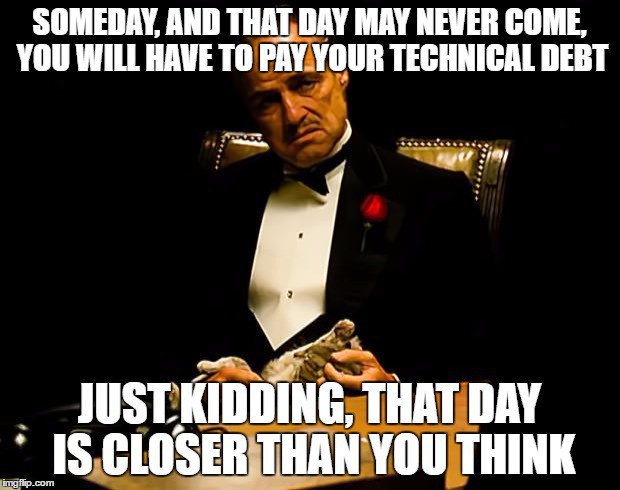 SOMEDAY, AND THAT DAY MAY NEVER COME,
YOU WILL HAVE TO PAY YOUR TECHNICAL DEBT
JUST KIDDING, THAT DAY
IS CLOSER THAN YOU THINK
imgflip.com